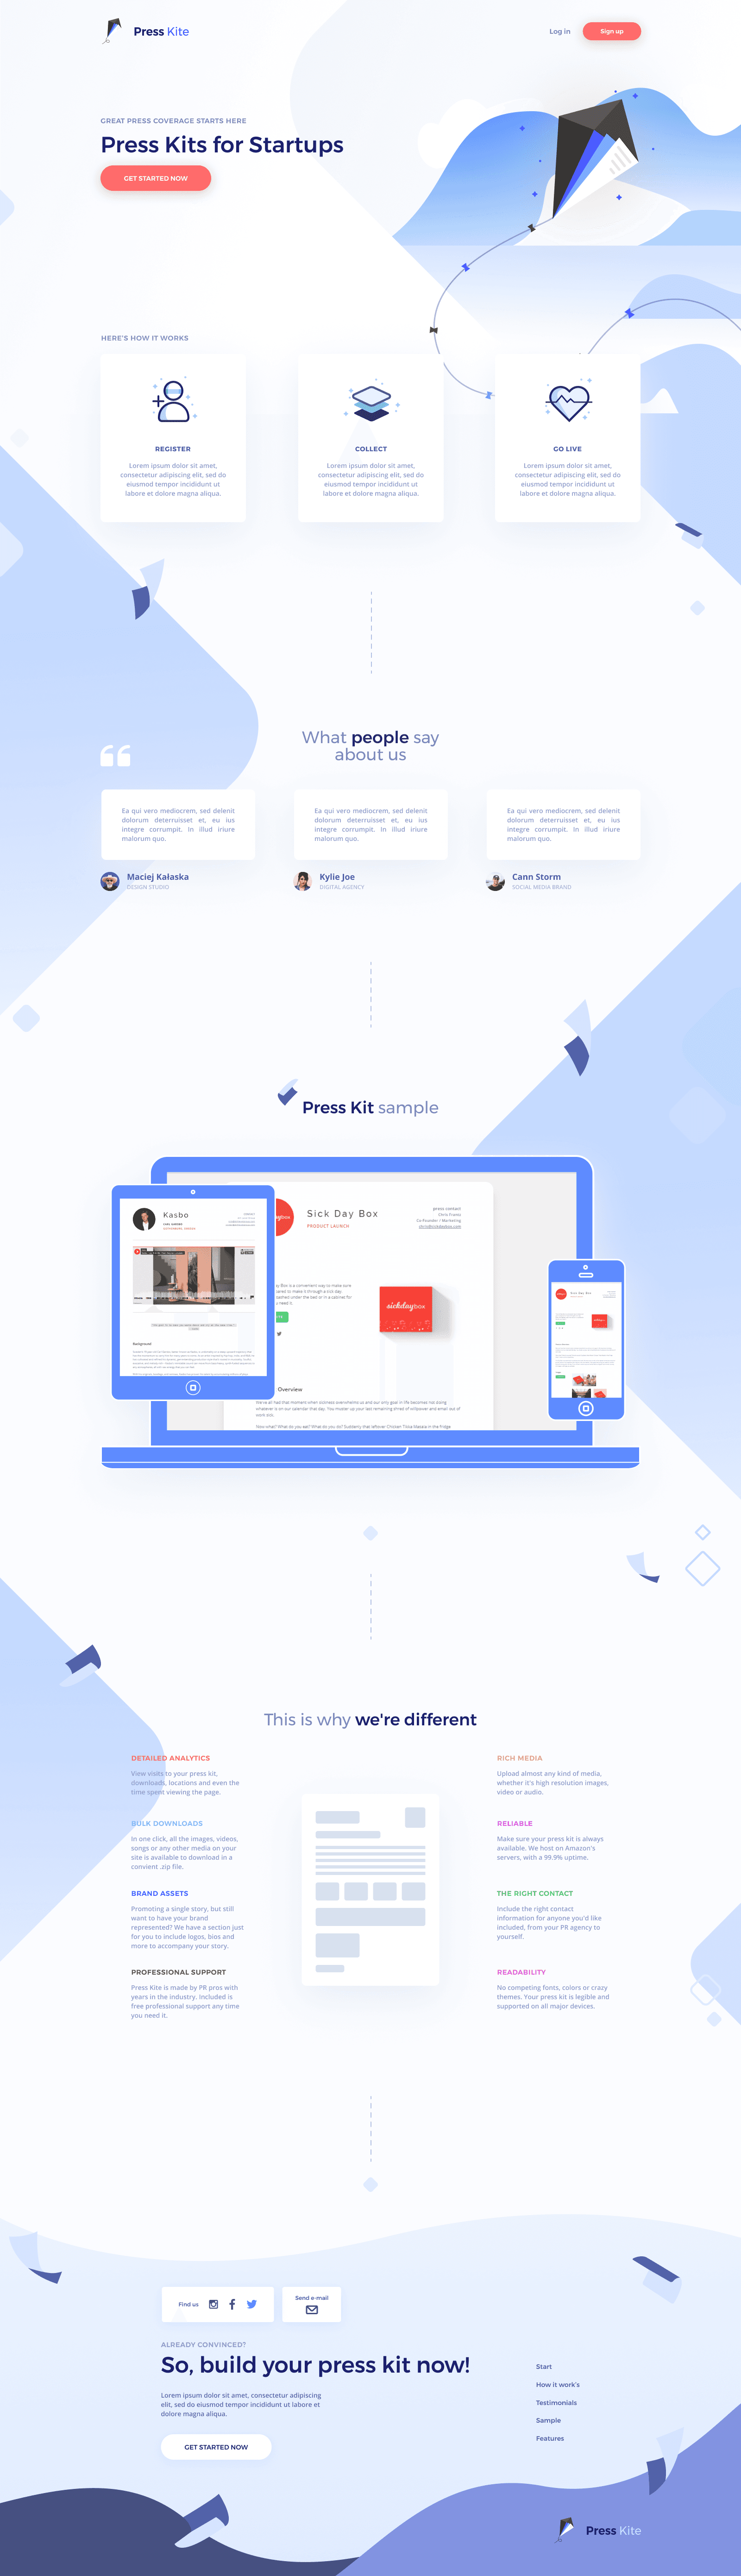 Press Kite
Log in
Sign up
GREAT PRESS COVERAGE STARTS HERE
Press Kits for Startups
GET STARTED NOW
HERE'S HOW IT WORKS
REGISTER
Lorem ipsum dolor sit amet,
consectetur adipiscing elit, sed do
eiusmod tempor incididunt ut
labore et dolore magna aliqua.
COLLECT
Lorem ipsum dolor sit amet,
consectetur adipiscing elit, sed do
eiusmod tempor incididunt ut
labore et dolore magna aliqua.
GO LIVE
Lorem ipsum dolor sit amet,
consectetur adipiscing elit, sed do
eiusmod tempor incididunt ut
labore et dolore magna aliqua.
What people say
about us
Ea qui vero mediocrem, sed delenit
dolorum deterruisset et, eu ius
integre corrumpit. In illud iriure
malorum quo.
Maciej Kałaska
DESIGN STUDIO
Ea qui vero mediocrem, sed delenit
dolorum deterruisset et, eu ius
integre corrumpit. In illud iriure
malorum quo.
Kylie Joe
DIGITAL AGENCY
Ea qui vero mediocrem, sed delenit
dolorum deterruisset et, eu ius
integre corrumpit. In illud iriure
malorum quo.
Cann Storm
SOCIAL MEDIA BRAND
Press Kit sample
Kasbo
Background
Sick Day Box
PRODUCT LAUNCH
press contact
Chris Fronto
Co-Founder / Marketing
sickdaybox
Overview
This is why we're different
DETAILED ANALYTICS
View visits to your press kit,
downloads, locations and even the
time spent viewing the page.
BULK DOWNLOADS
In one click, all the images, videos,
songs or any other media on your
site is available to download in a
convient .zip file.
BRAND ASSETS
Promoting a single story, but still
want to have your brand
represented? We have a section just
for you to include logos, bios and
more to accompany your story.
PROFESSIONAL SUPPORT
Press Kite is made by PR pros with
years in the industry. Included is
free professional support any time
you need it.
RICH MEDIA
Upload almost any kind of media,
whether it's high resolution images,
video or audio.
RELIABLE
Make sure your press kit is always
available. We host on Amazon's
servers, with a 99.9% uptime.
THE RIGHT CONTACT
Include the right contact
information for anyone you'd like
included, from your PR agency to
yourself.
READABILITY
No competing fonts, colors or crazy
themes. Your press kit is legible and
supported on all major devices.
Find us
Send e-mail
ALREADY CONVINCED?
So, build your press kit now!
Lorem ipsum dolor sit amet, consectetur adipiscing
elit, sed do eiusmod tempor incididunt ut labore et
dolore magna aliqua.
GET STARTED NOW
Start
How it work's
Testimonials
Sample
Features
Press Kite